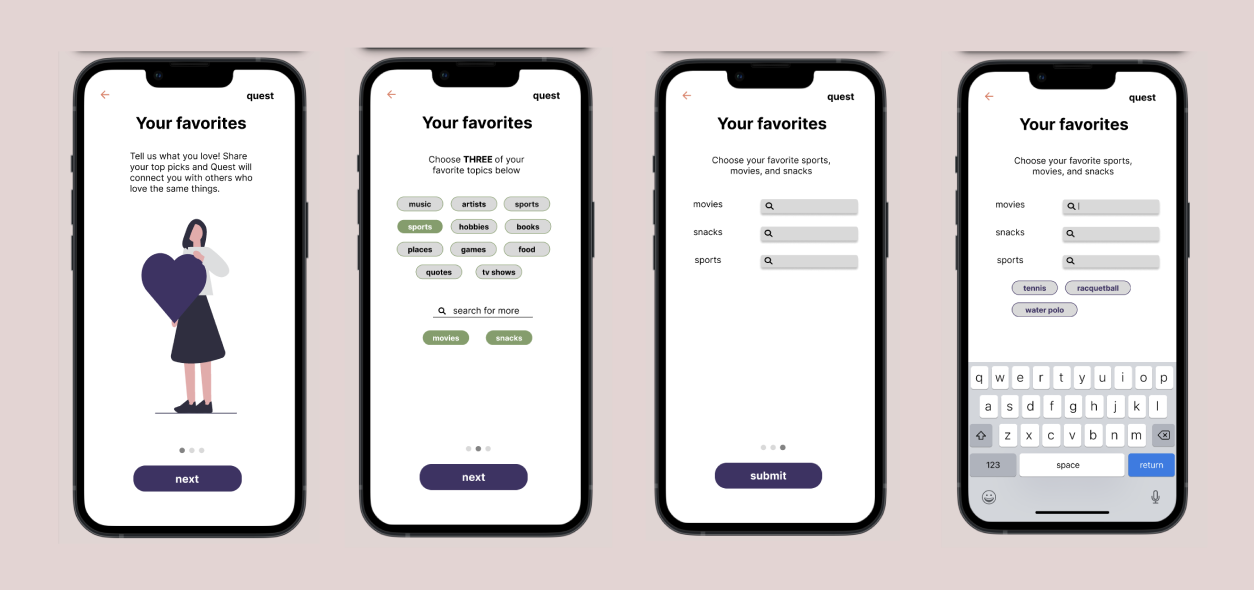 quest
Your favorites
Tell us what you love! Share
your top picks and Quest will
connect you with others who
love the same things.
next
quest
Your favorites
Choose THREE of your
favorite topics below
music artists sports
sports hobbies books
places games food
quotes tv shows
search for more
movies snacks
next
quest
Your favorites
Choose your favorite sports,
movies, and snacks
movies
snacks
sports
submit
quest
Your favorites
Choose your favorite sports,
movies, and snacks
movies
snacks
sports
tennis racquetball
water polo
q w e r t y u i o p
a s d f g h j k l
z x c v b n m
123 space return